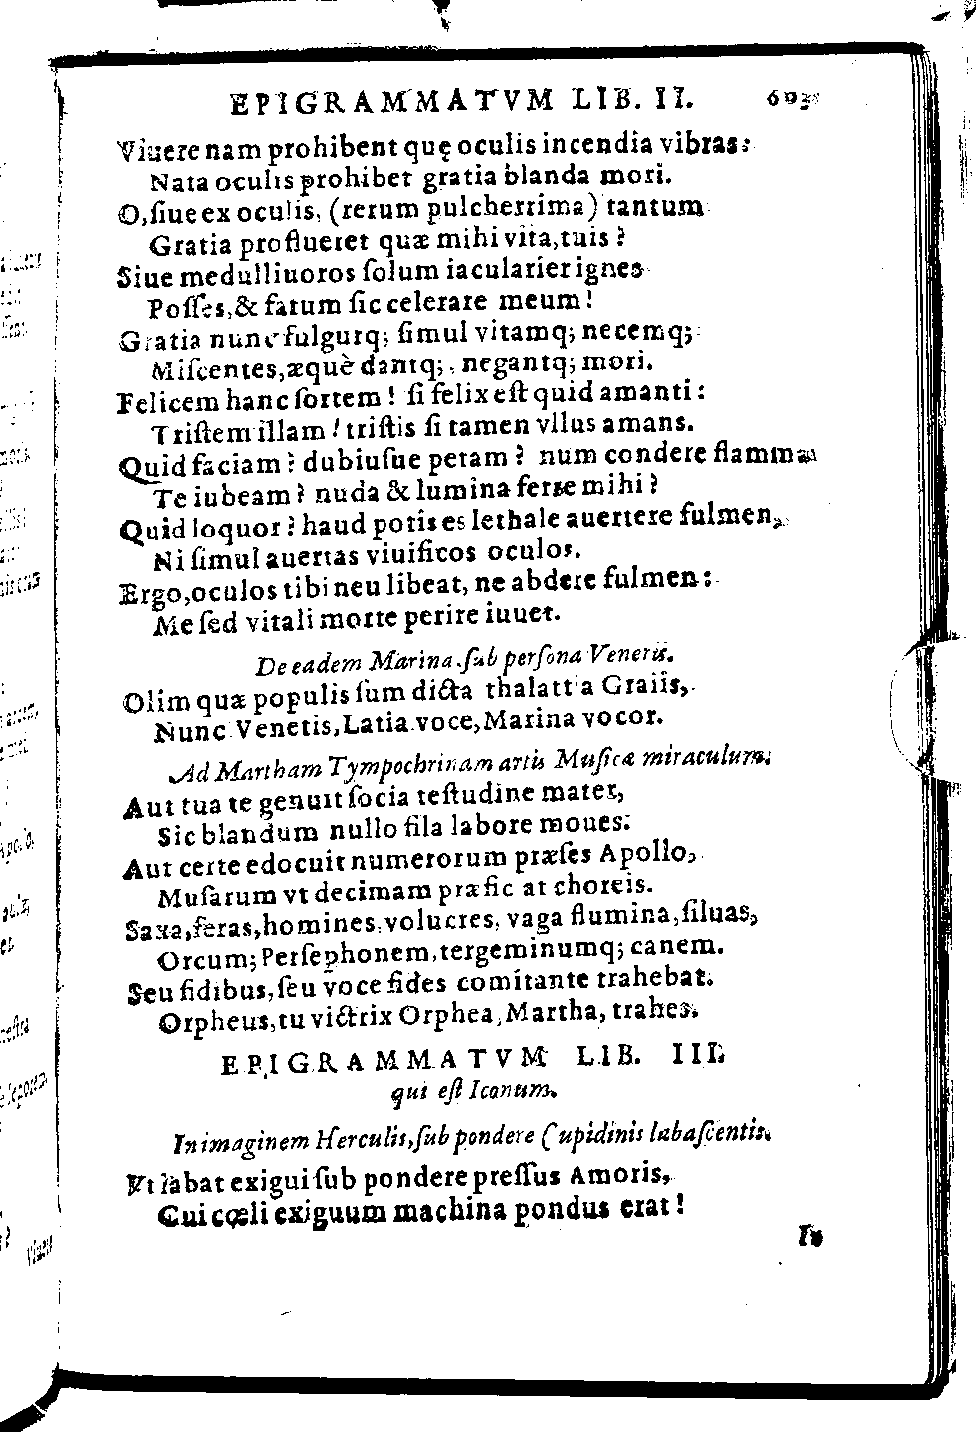 EPIGRAMMATVM LIB. II. 603
Viuere nam prohibent quę oculis incendia vibras:
Nata oculis prohibet gratia blanda mori.
O, ſiue ex oculis, (rerum pulcherrima) tantum
Gratia proflueret quæ mihi vita, tuis?
Siue medulliuoros ſolum iacularier ignes
Poſſes, & fatum ſic celerare meum!
Gratia nunc fulgurq; ſimul vitamq; necemq;
Miſcentes, æquè dantq;, negantq; mori.
Felicem hanc ſortem! ſi felix eſt quid amanti:
Triſtem illam! triſtis ſi tamen vllus amans.
Quid faciam? dubiuſue petam? num condere flammas
Te iubeam? nuda & lumina ferre mihi?
Quid loquor? haud potis es lethale auertere fulmen,
Ni ſimul auertas viuificos oculos.
Ergo, oculos tibi neu libeat, ne abdere fulmen:
Me ſed vitali morte perire iuuet.
De eadem Marina ſub perſona Veneris.
Olim quæ populis ſum dicta thalatta Graiis,
Nunc Venetis, Latia voce, Marina vocor.
Ad Martham Tympochrinam artis Muſicæ miraculum.
Aut tua te genuit ſocia teſtudine mater,
Sic blandum nullo fila labore moues:
Aut certe edocuit numerorum præſes Apollo,
Muſarum vt decimam præficat choreis.
Saxa, feras, homines, volucres, vaga flumina, ſiluas,
Orcum; Perſephonem, tergeminumq; canem.
Seu fidibus, ſeu voce fides comitante trahebat.
Orpheus, tu victrix Orphea, Martha, trahes.
EPIGRAMMATVM LIB. III.
qui eſt Iconum.
In imaginem Herculis, ſub pondere Cupidinis labaſcentis.
Vt labat exigui ſub pondere preſſus Amoris,
Cui cœli exiguum machina pondus erat!
In